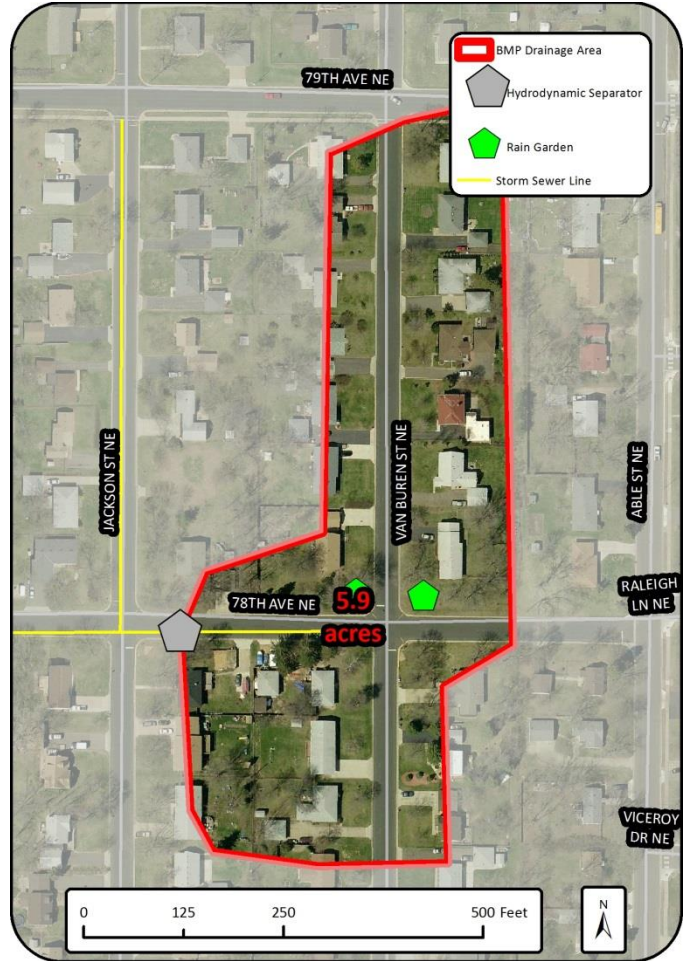 79TH AVE NE
BMP Drainage Area
Hydrodynamic Separator
Rain Garden
Storm Sewer Line
JACKSON ST NE
VAN BUREN ST NE
ABLE ST NE
78TH AVE NE
5.9
acres
RALEIGH
LN NE
VICEROY
DR NE
0 125 250 500 Feet
N